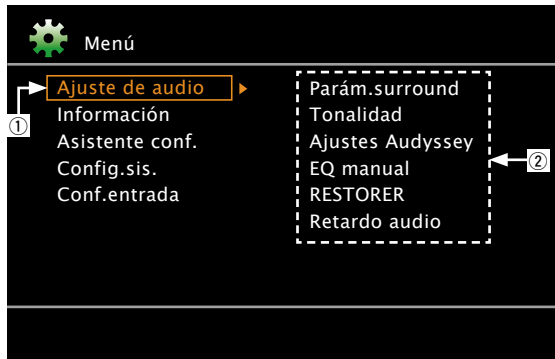 Menú
① Ajuste de audio
Información
Asistente conf.
Config.sis.
Conf.entrada
Parám.surround
Tonalidad
Ajustes Audyssey
EQ manual
RESTORER
Retardo audio
②